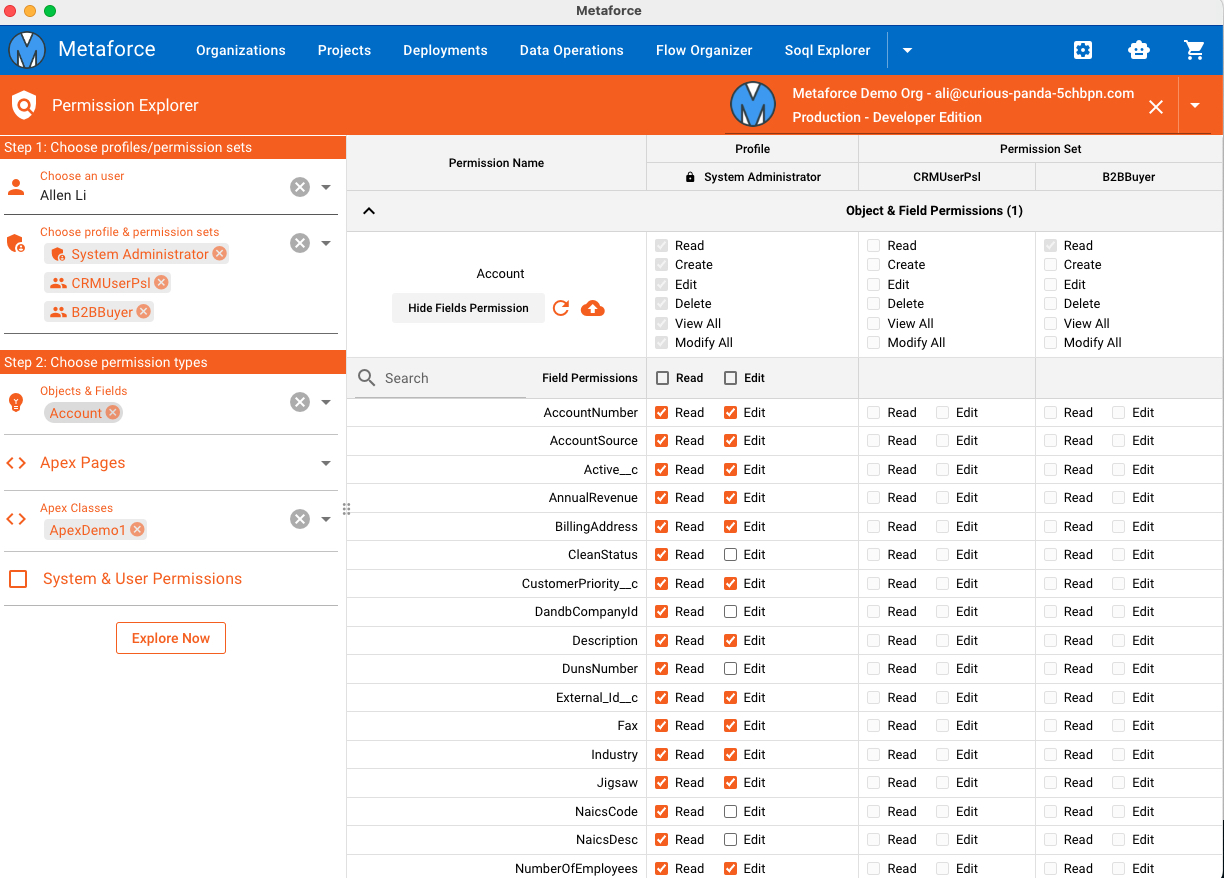 Metaforce
Metaforce Organizations Projects Deployments Data Operations Flow Organizer Soql Explorer
Permission Explorer
Metaforce Demo Org - ali@curious-panda-5chbpn.com
Production - Developer Edition
Step 1: Choose profiles/permission sets
Choose an user
Allen Li
Choose profile & permission sets
System Administrator
CRMUserPsl
B2BBuyer
Step 2: Choose permission types
Objects & Fields
Account
Apex Pages
Apex Classes
ApexDemo1
System & User Permissions
Explore Now
Permission Name Profile Permission Set
System Administrator CRMUserPsl B2BBuyer
Object & Field Permissions (1)
Account
Hide Fields Permission
Read Read Read
Create Create Create
Edit Edit Edit
Delete Delete Delete
View All View All View All
Modify All Modify All Modify All
Search Field Permissions Read Edit
AccountNumber Read Edit Read Edit Read Edit
AccountSource Read Edit Read Edit Read Edit
Active__c Read Edit Read Edit Read Edit
AnnualRevenue Read Edit Read Edit Read Edit
BillingAddress Read Edit Read Edit Read Edit
CleanStatus Read Edit Read Edit Read Edit
CustomerPriority__c Read Edit Read Edit Read Edit
DandbCompanyId Read Edit Read Edit Read Edit
Description Read Edit Read Edit Read Edit
DunsNumber Read Edit Read Edit Read Edit
External_Id__c Read Edit Read Edit Read Edit
Fax Read Edit Read Edit Read Edit
Industry Read Edit Read Edit Read Edit
Jigsaw Read Edit Read Edit Read Edit
NaicsCode Read Edit Read Edit Read Edit
NaicsDesc Read Edit Read Edit Read Edit
NumberOfEmployees Read Edit Read Edit Read Edit